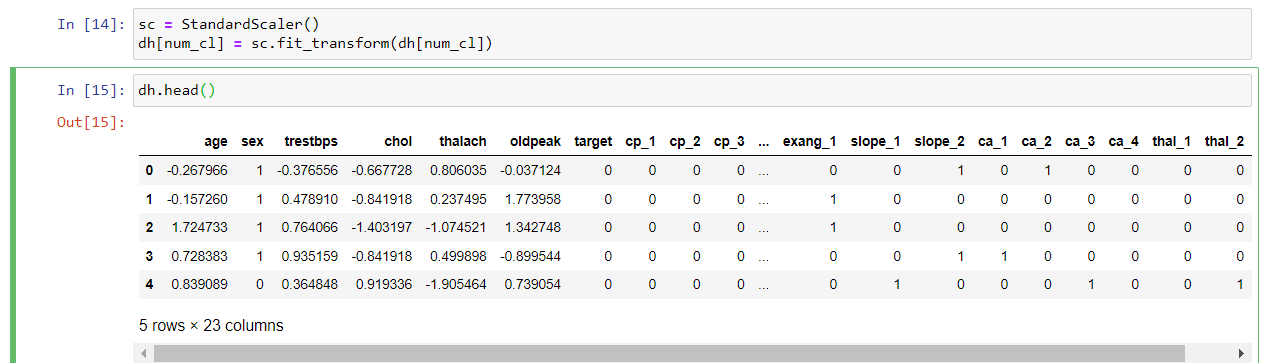 In [14]: sc = StandardScaler()
dh[num_cl] = sc.fit_transform(dh[num_cl])
In [15]: dh.head()
Out[15]:
age sex trestbps chol thalach oldpeak target cp_1 cp_2 cp_3 ... exang_1 slope_1 slope_2 ca_1 ca_2 ca_3 ca_4 thal_1 thal_2
0 -0.267966 1 -0.376556 -0.667728 0.806035 -0.037124 0 0 0 0 ... 0 0 1 0 1 0 0 0 0
1 -0.157260 1 0.478910 -0.841918 0.237495 1.773958 0 0 0 0 ... 1 0 0 0 0 0 0 0 0
2 1.724733 1 0.764066 -1.403197 -1.074521 1.342748 0 0 0 0 ... 1 0 0 0 0 0 0 0 0
3 0.728383 1 0.935159 -0.841918 0.499898 -0.899544 0 0 0 0 ... 0 0 1 1 0 0 0 0 0
4 0.839089 0 0.364848 0.919336 -1.905464 0.739054 0 0 0 0 ... 0 1 0 0 0 1 0 0 1
5 rows × 23 columns